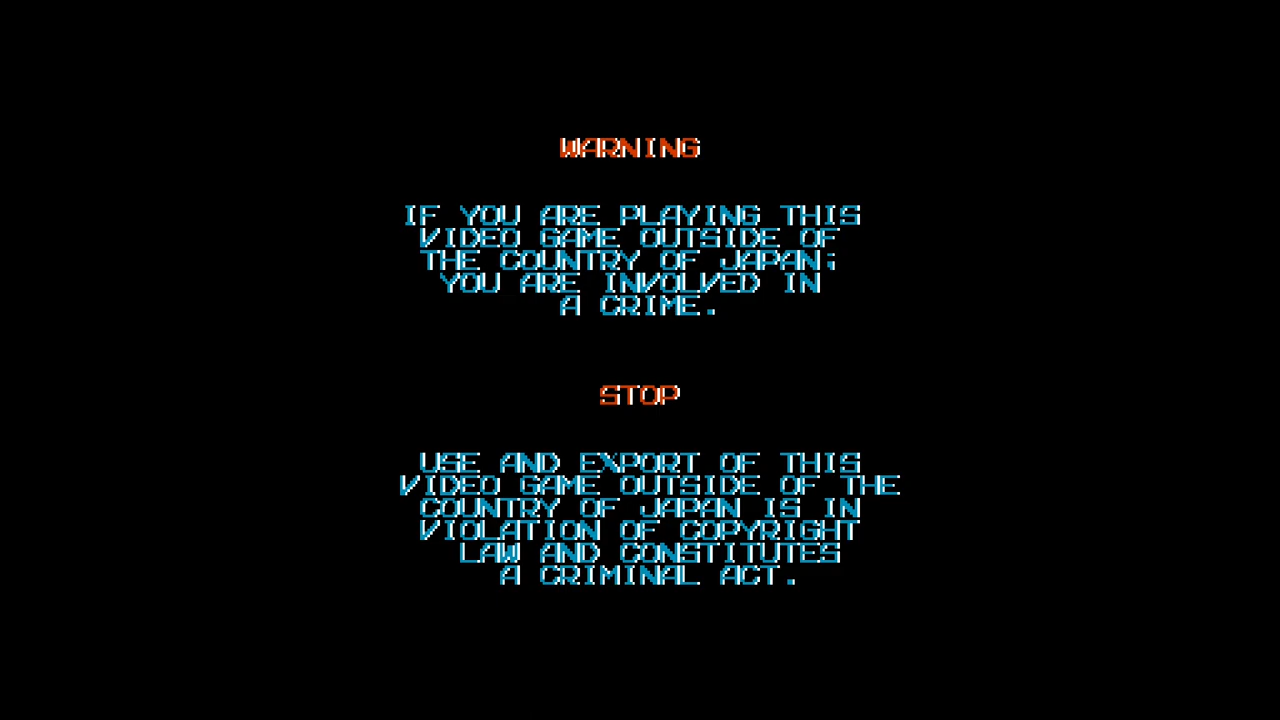 WARNING
IF YOU ARE PLAYING THIS
VIDEO GAME OUTSIDE OF
THE COUNTRY OF JAPAN;
YOU ARE INVOLVED IN
A CRIME.
STOP
USE AND EXPORT OF THIS
VIDEO GAME OUTSIDE OF THE
COUNTRY OF JAPAN IS IN
VIOLATION OF COPYRIGHT
LAW AND CONSTITUTES
A CRIMINAL ACT.